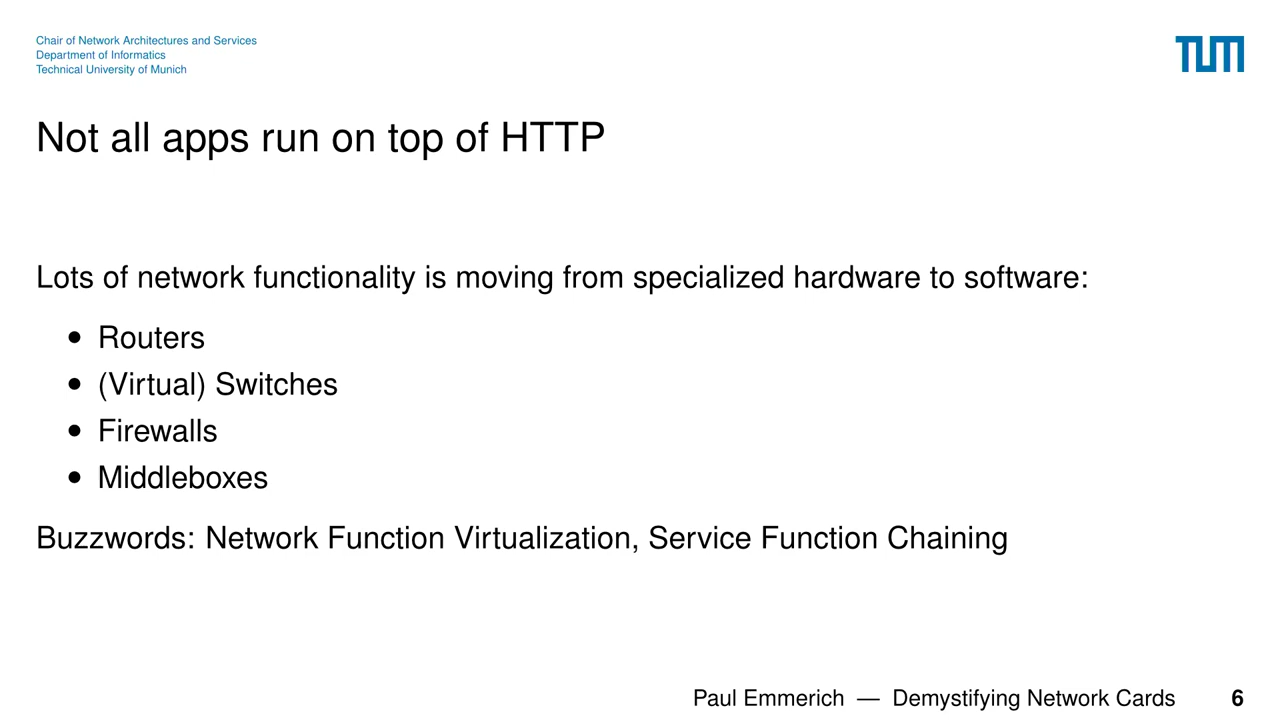 Chair of Network Architectures and Services
Department of Informatics
Technical University of Munich
TUM
Not all apps run on top of HTTP
Lots of network functionality is moving from specialized hardware to software:
• Routers
• (Virtual) Switches
• Firewalls
• Middleboxes
Buzzwords: Network Function Virtualization, Service Function Chaining
Paul Emmerich — Demystifying Network Cards 6